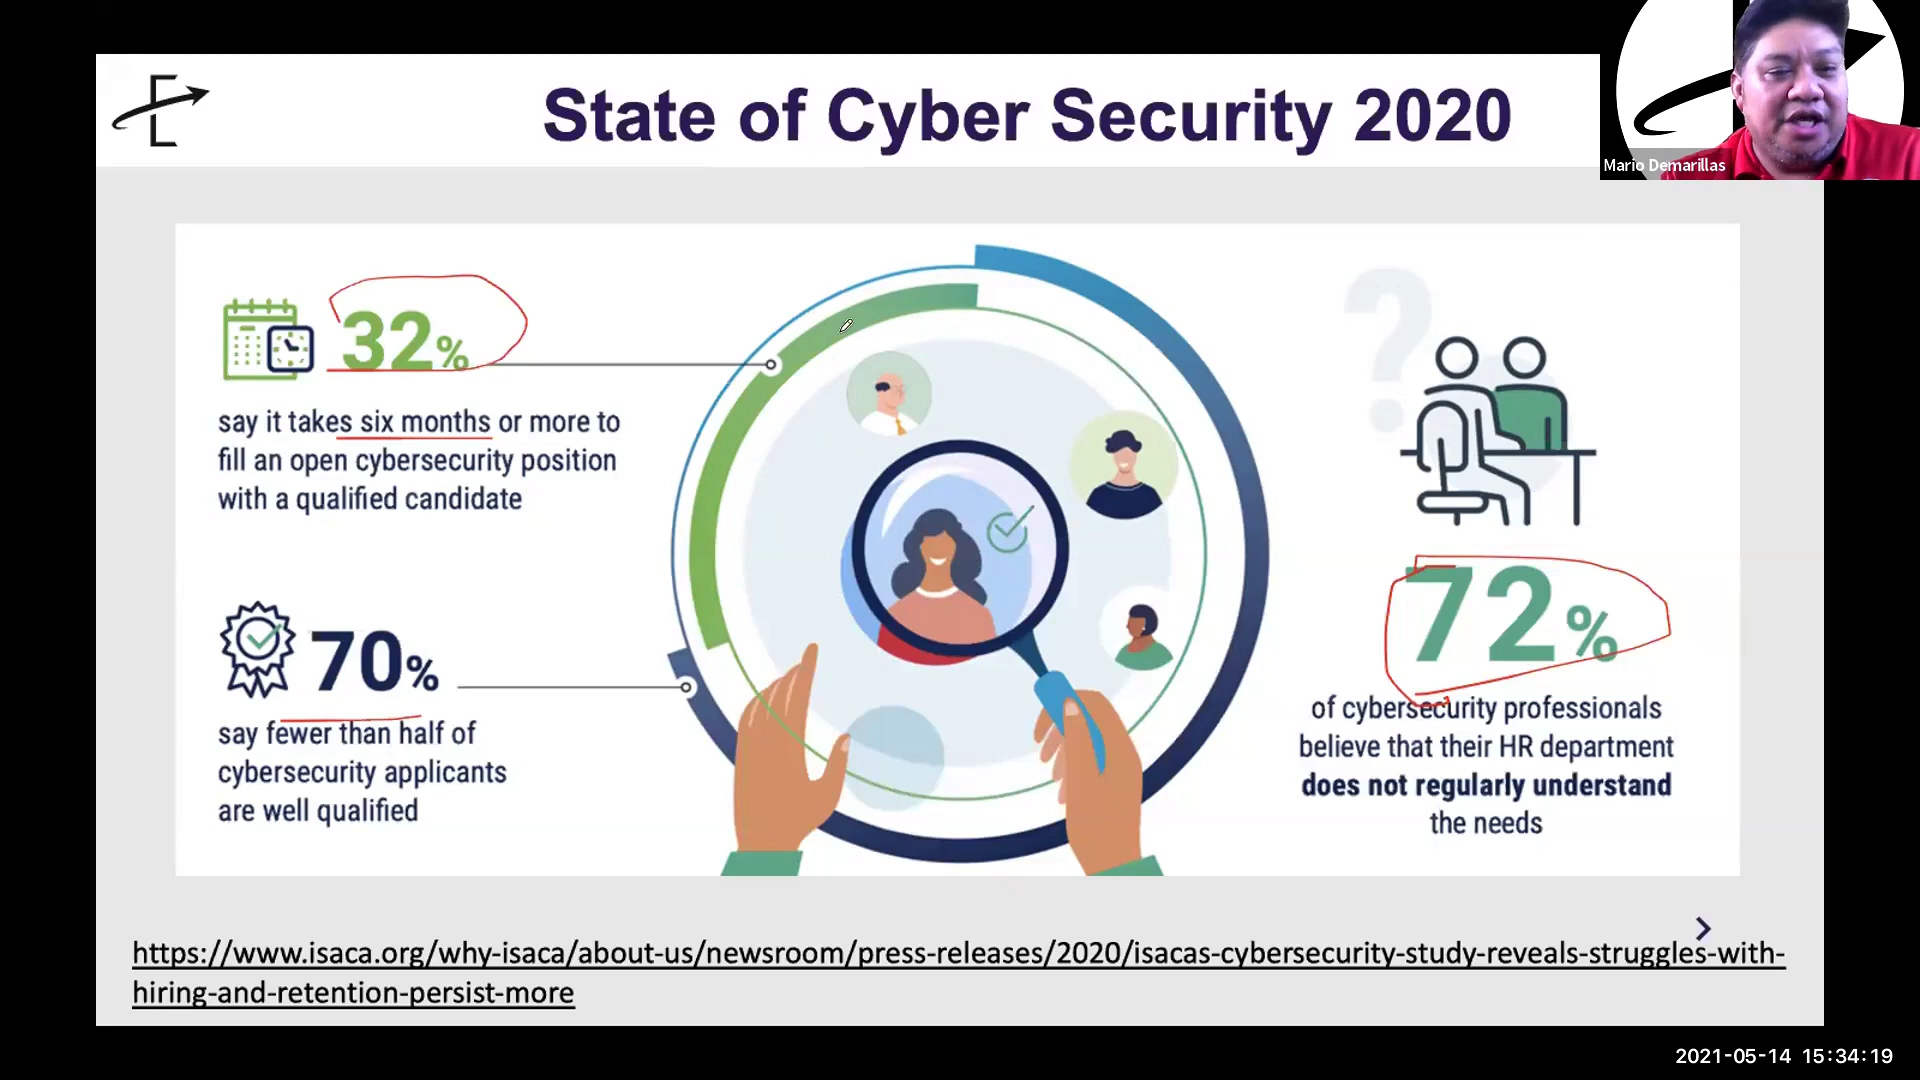 State of Cyber Security 2020
Mario Demarillas
32%
say it takes six months or more to
fill an open cybersecurity position
with a qualified candidate
70%
say fewer than half of
cybersecurity applicants
are well qualified
?
72%
of cybersecurity professionals
believe that their HR department
does not regularly understand
the needs
https://www.isaca.org/why-isaca/about-us/newsroom/press-releases/2020/isacas-cybersecurity-study-reveals-struggles-with-
hiring-and-retention-persist-more
2021-05-14 15:34:19